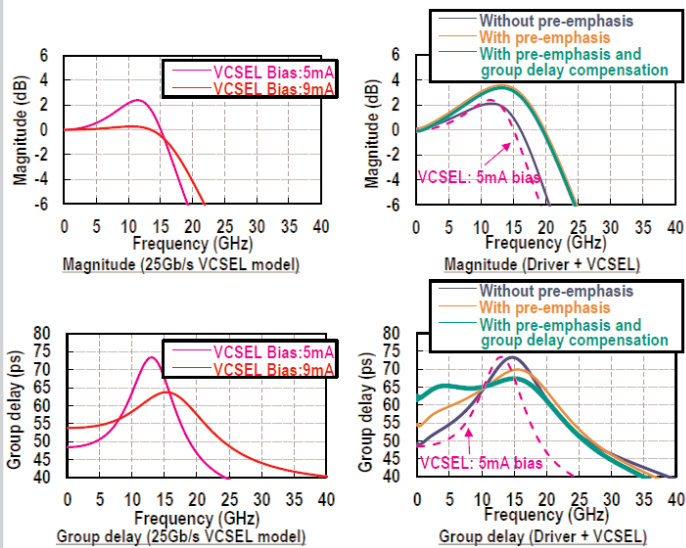 VCSEL Bias:5mA
VCSEL Bias:9mA
6
4
2
0
-2
-4
-6
Magnitude (dB)
0 5 10 15 20 25 30 35 40
Frequency (GHz)
Magnitude (25Gb/s VCSEL model)
Without pre-emphasis
With pre-emphasis
With pre-emphasis and
group delay compensation
6
4
2
0
-2
-4
-6
Magnitude (dB)
VCSEL: 5mA bias
0 5 10 15 20 25 30 35 40
Frequency (GHz)
Magnitude (Driver + VCSEL)
VCSEL Bias:5mA
VCSEL Bias:9mA
80
75
70
65
60
55
50
45
40
Group delay (ps)
0 5 10 15 20 25 30 35 40
Frequency (GHz)
Group delay (25Gb/s VCSEL model)
Without pre-emphasis
With pre-emphasis
With pre-emphasis and
group delay compensation
80
75
70
65
60
55
50
45
40
Group delay (ps)
VCSEL: 5mA bias
0 5 10 15 20 25 30 35 40
Frequency (GHz)
Group delay (Driver + VCSEL)